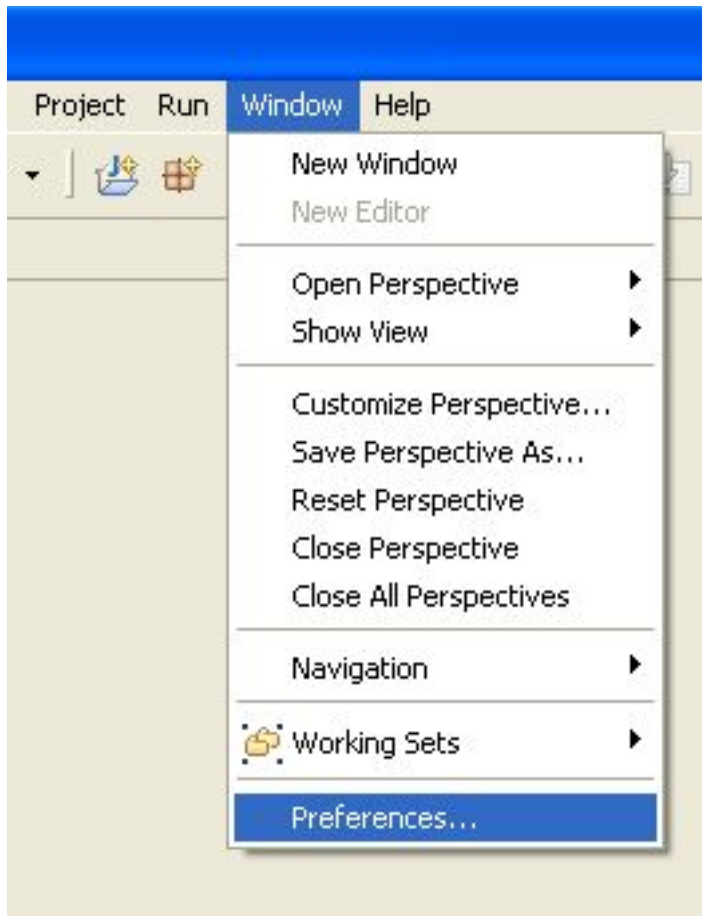 Project Run Window Help
New Window
New Editor
Open Perspective
Show View
Customize Perspective...
Save Perspective As...
Reset Perspective
Close Perspective
Close All Perspectives
Navigation
Working Sets
Preferences...